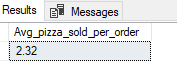 Results Messages
Avg_pizza_sold_per_order
2.32